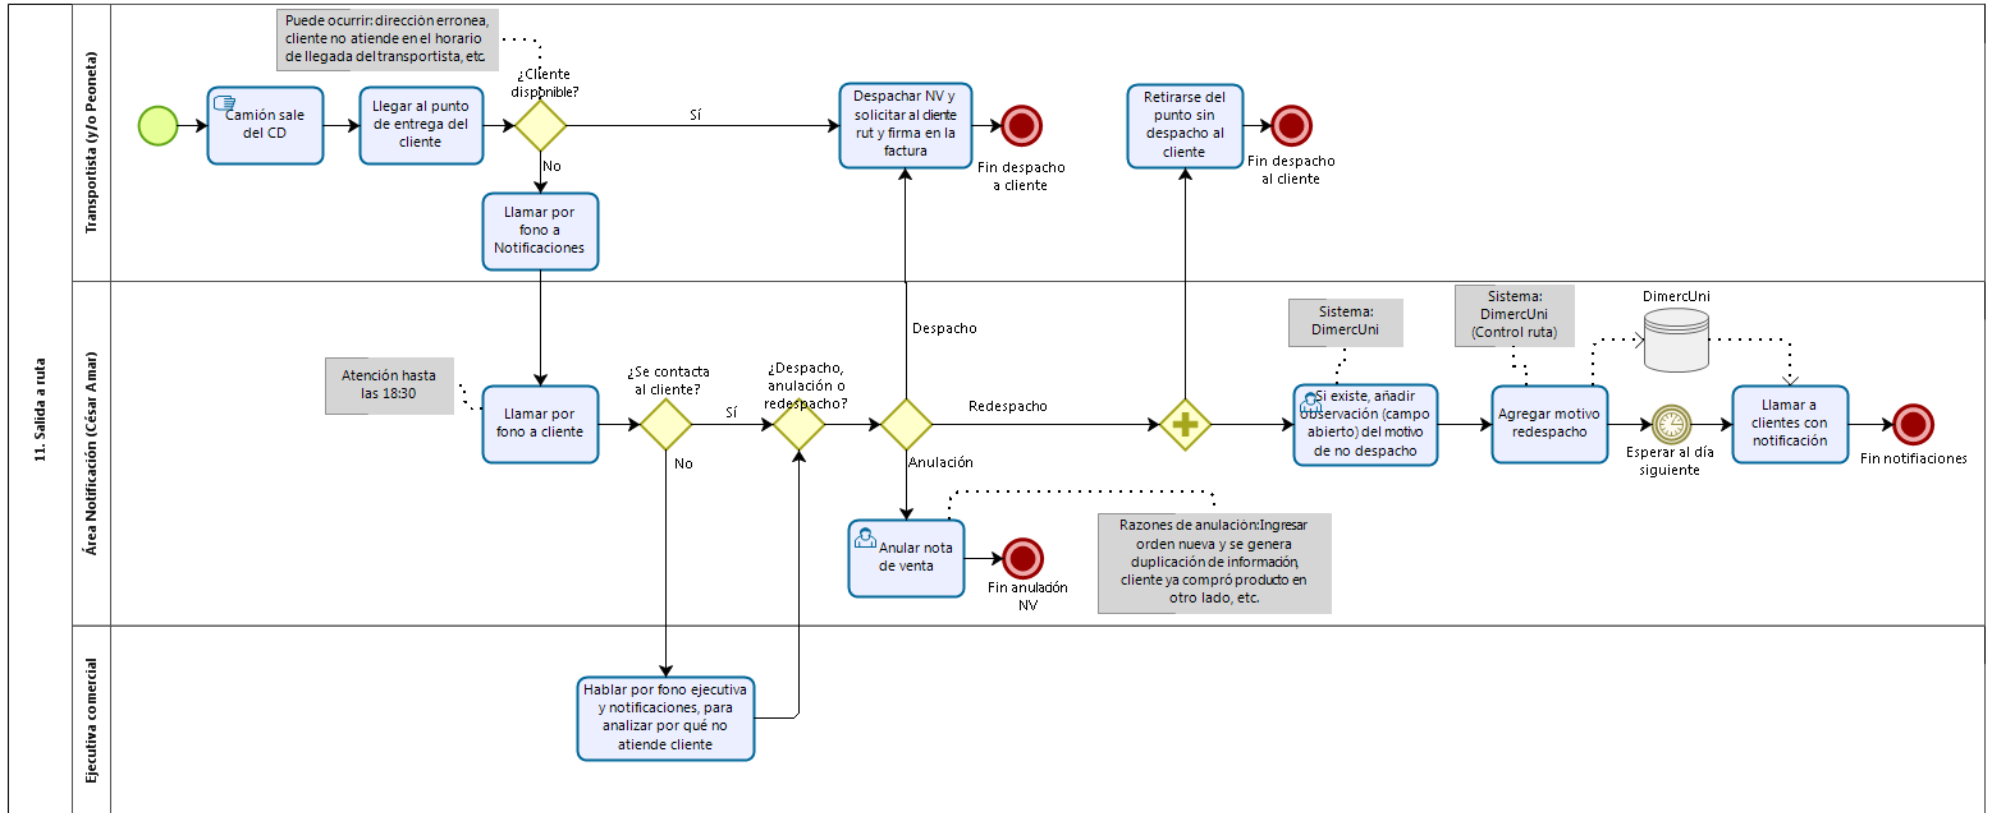 11. Salida a ruta
Transportista (y/o Peoneta)
Puede ocurrir: dirección erronea,
cliente no atiende en el horario
de llegada del transportista, etc.
¿Cliente
disponible?
Camión sale
del CD
Llegar al punto
de entrega del
cliente
Sí
No
Despachar NV y
solicitar al cliente
rut y firma en la
factura
Fin despacho
a cliente
Retirarse del
punto sin
despacho al
cliente
Fin despacho
al cliente
Llamar por
fono a
Notificaciones
Área Notificación (César Amar)
Atención hasta
las 18:30
Llamar por
fono a cliente
¿Se contacta
al cliente?
Sí
No
¿Despacho,
anulación o
redespacho?
Despacho
Redespacho
Anulación
Anular nota
de venta
Fin anulación
NV
Razones de anulación:Ingresar
orden nueva y se genera
duplicación de información,
cliente ya compró producto en
otro lado, etc.
Sistema:
DimercUni
Si existe, añadir
observación (campo
abierto) del motivo
de no despacho
Sistema:
DimercUni
(Control ruta)
Agregar motivo
redespacho
DimercUni
Esperar al día
siguiente
Llamar a
clientes con
notificación
Fin notifiaciones
Ejecutiva comercial
Hablar por fono ejecutiva
y notificaciones, para
analizar por qué no
atiende cliente